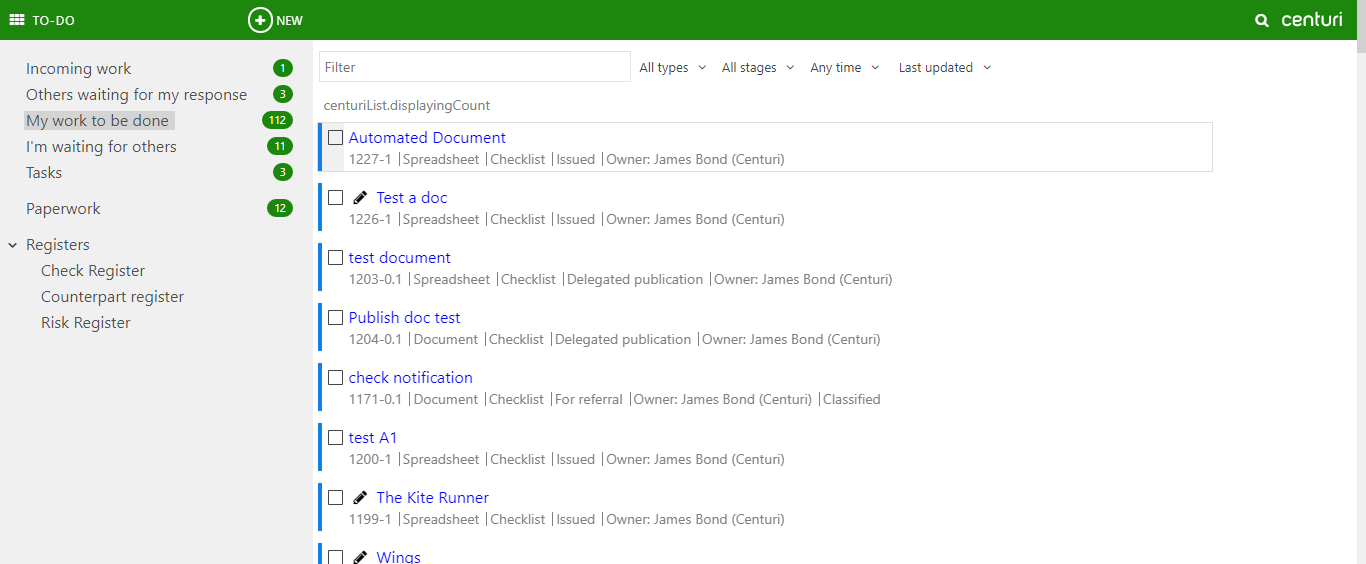 TO-DO
NEW
centuri
Incoming work 1
Others waiting for my response 3
My work to be done 112
I'm waiting for others 11
Tasks 3
Paperwork 12
Registers
Check Register
Counterpart register
Risk Register
Filter
All types
All stages
Any time
Last updated
centuriList.displayingCount
Automated Document
1227-1 |Spreadsheet |Checklist |Issued |Owner: James Bond (Centuri)
Test a doc
1226-1 |Spreadsheet |Checklist |Issued |Owner: James Bond (Centuri)
test document
1203-0.1 |Spreadsheet |Checklist |Delegated publication |Owner: James Bond (Centuri)
Publish doc test
1204-0.1 |Document |Checklist |Delegated publication |Owner: James Bond (Centuri)
check notification
1171-0.1 |Document |Checklist |For referral |Owner: James Bond (Centuri) |Classified
test A1
1200-1 |Spreadsheet |Checklist |Issued |Owner: James Bond (Centuri)
The Kite Runner
1199-1 |Spreadsheet |Checklist |Issued |Owner: James Bond (Centuri)
Wings